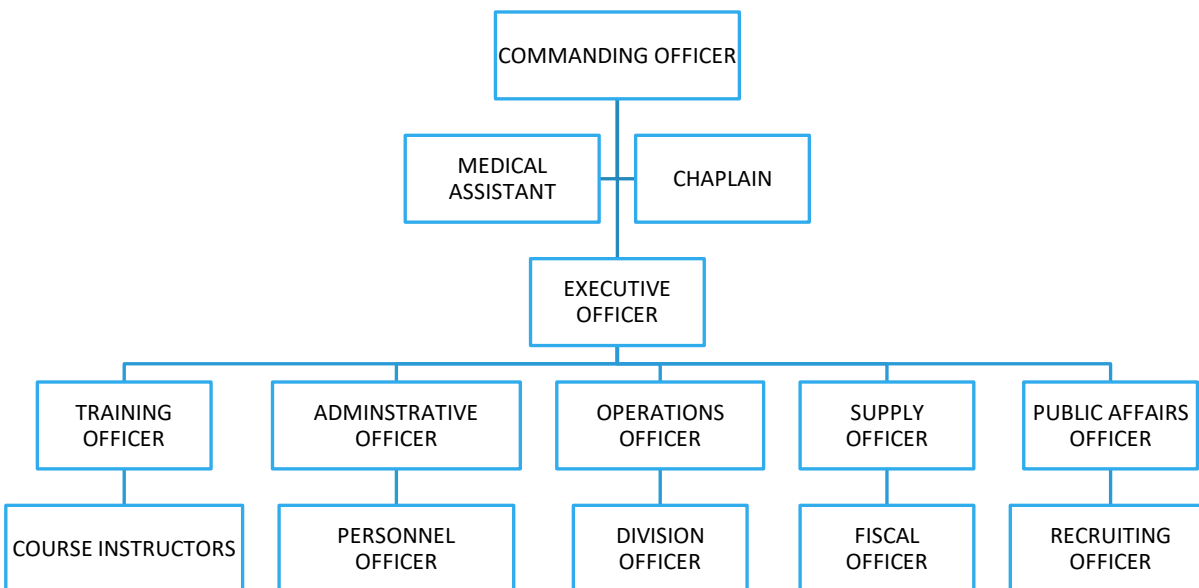 COMMANDING OFFICER
MEDICAL
ASSISTANT
CHAPLAIN
EXECUTIVE
OFFICER
TRAINING
OFFICER
ADMINSTRATIVE
OFFICER
OPERATIONS
OFFICER
SUPPLY
OFFICER
PUBLIC AFFAIRS
OFFICER
COURSE INSTRUCTORS
PERSONNEL
OFFICER
DIVISION
OFFICER
FISCAL
OFFICER
RECRUITING
OFFICER